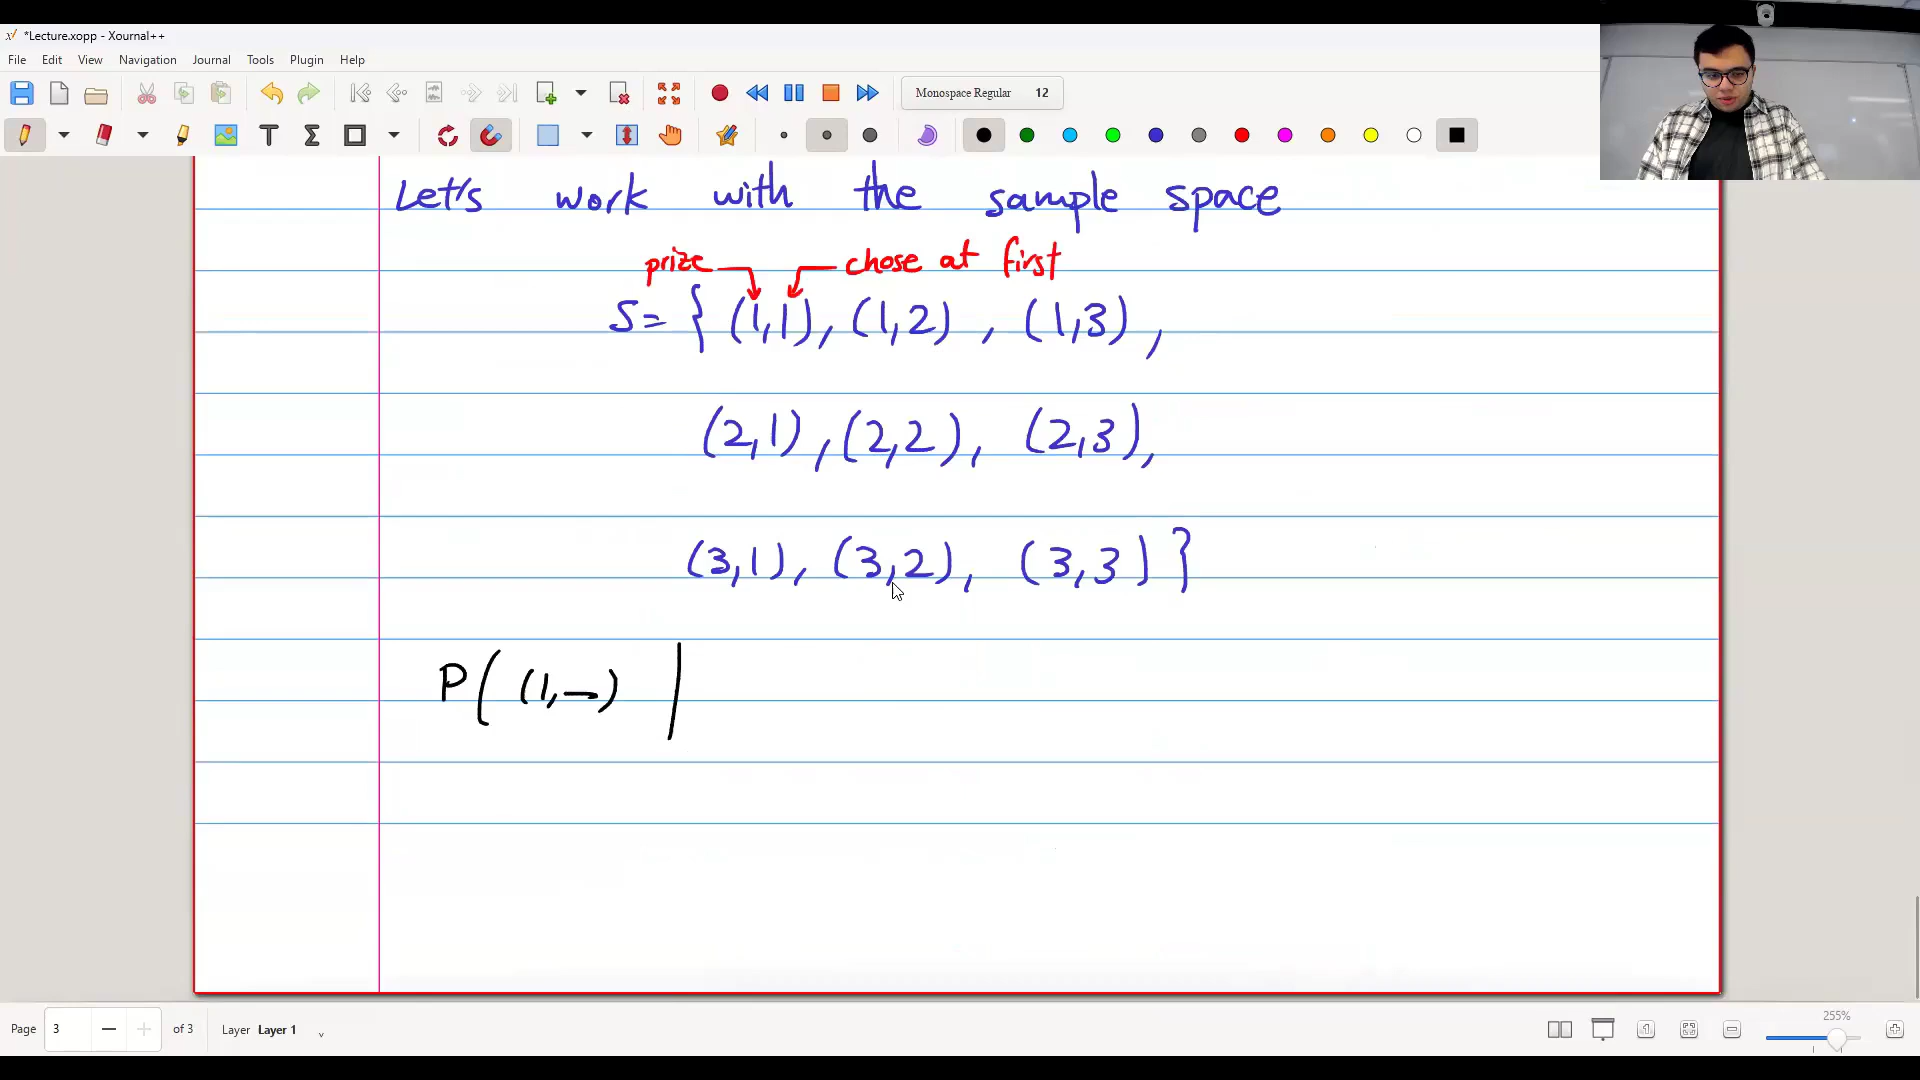 *Lecture.xopp - Xournal++
File Edit View Navigation Journal Tools Plugin Help
Monospace Regular 12
Let's work with the sample space
prize chose at first
S = { (1,1), (1,2) , (1,3) ,
(2,1) , (2,2) , (2,3) ,
(3,1) , (3,2) , (3,3) }
P( (1,—) |
Page 3 of 3 Layer Layer 1
255%